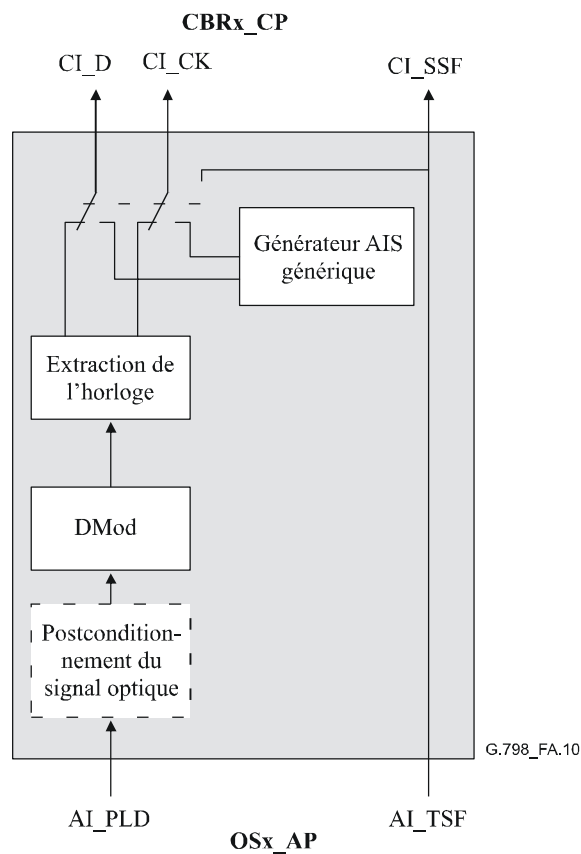 CBRx_CP
CI_D
CI_CK
CI_SSF
Générateur AIS
générique
Extraction de
l'horloge
DMod
Postcondition-
nement du
signal optique
G.798_FA.10
AI_PLD
AI_TSF
OSx_AP